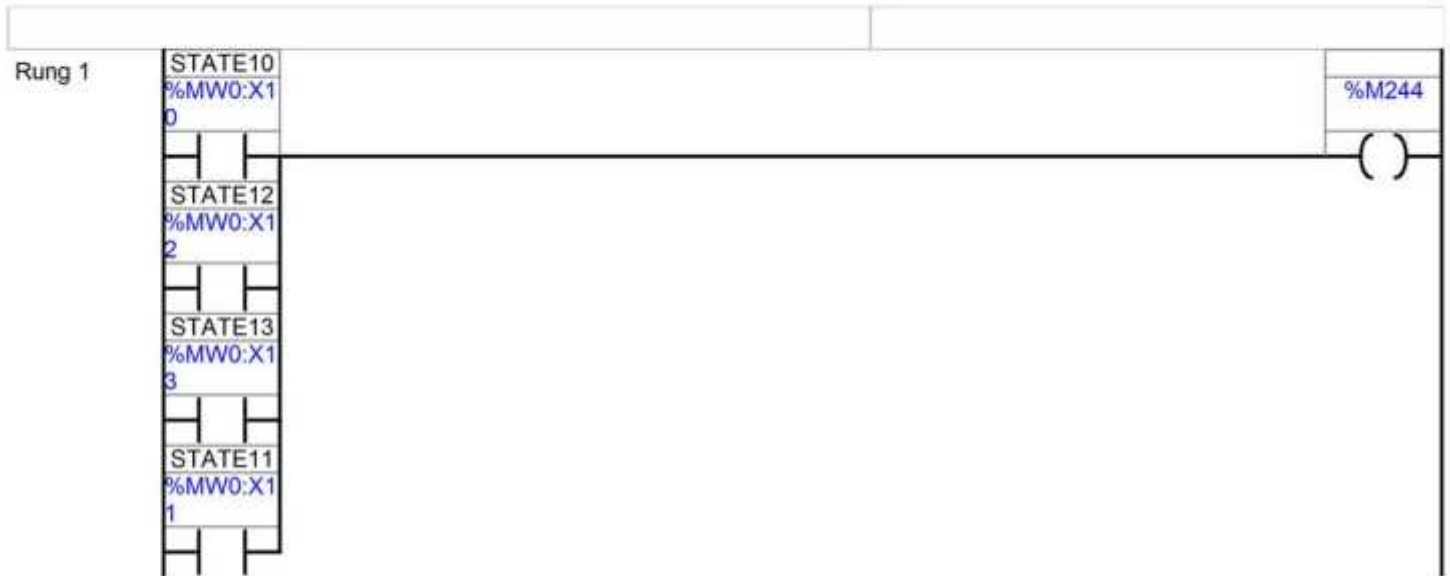 Rung 1
STATE10
%MW0:X1
0
%M244
STATE12
%MW0:X1
2
STATE13
%MW0:X1
3
STATE11
%MW0:X1
1